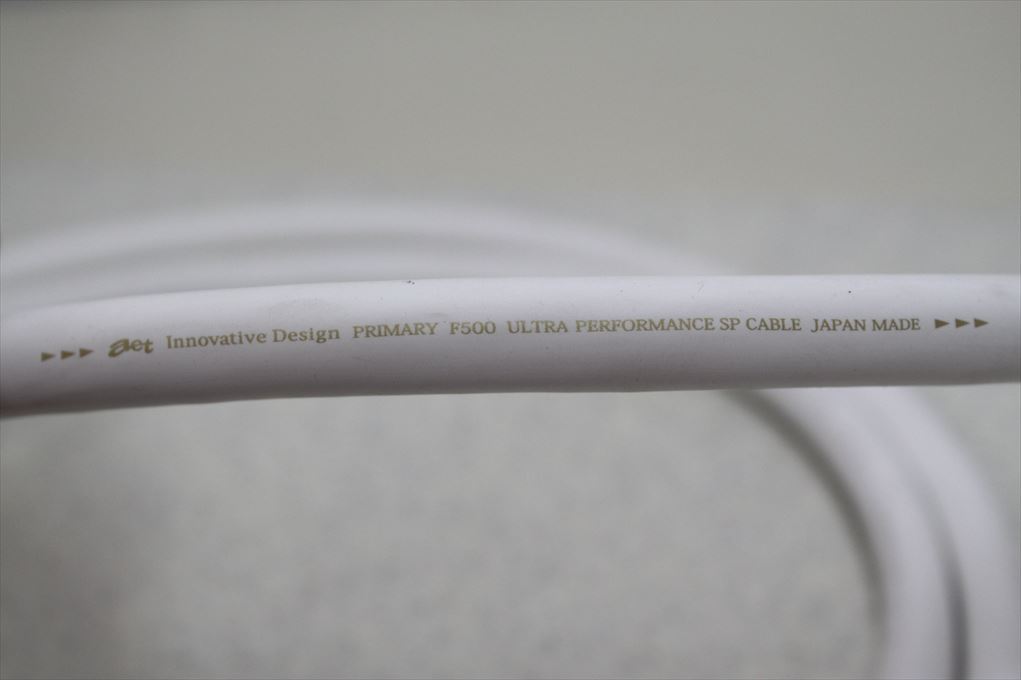 ►►► aet Innovative Design PRIMARY F500 ULTRA PERFORMANCE SP CABLE JAPAN MADE ►►►